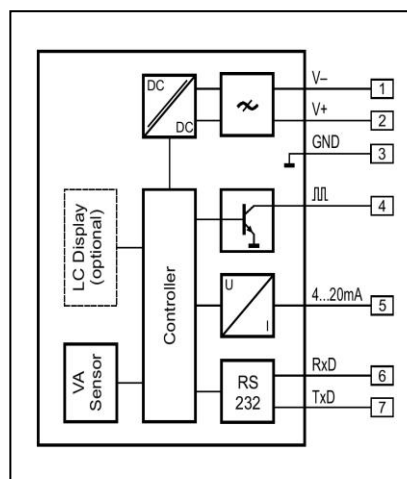 DC
DC
V–
1
V+
2
GND
3
4
LC Display
(optional)
Controller
U
I
4...20mA
5
VA
Sensor
RS
232
RxD
6
TxD
7